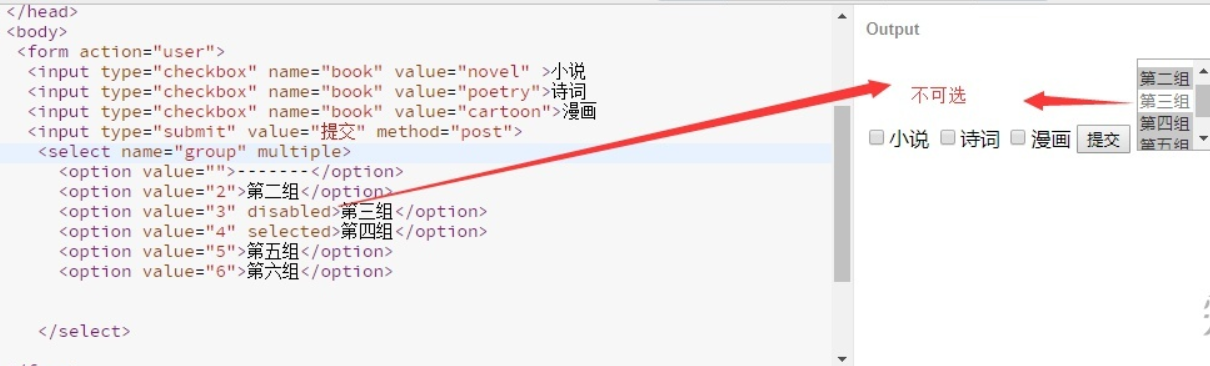 </head>
<body>
<form action="user">
<input type="checkbox" name="book" value="novel" >小说
<input type="checkbox" name="book" value="poetry">诗词
<input type="checkbox" name="book" value="cartoon">漫画
<input type="submit" value="提交" method="post">
<select name="group" multiple>
<option value="">-------</option>
<option value="2">第二组</option>
<option value="3" disabled>第三组</option>
<option value="4" selected>第四组</option>
<option value="5">第五组</option>
<option value="6">第六组</option>
</select>
Output
不可选
小说 诗词 漫画 提交
第二组
第三组
第四组
第五组